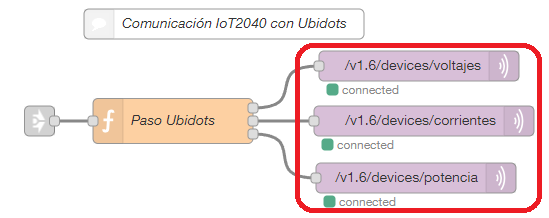 Comunicación IoT2040 con Ubidots
/v1.6/devices/voltajes
connected
Paso Ubidots
/v1.6/devices/corrientes
connected
/v1.6/devices/potencia
connected